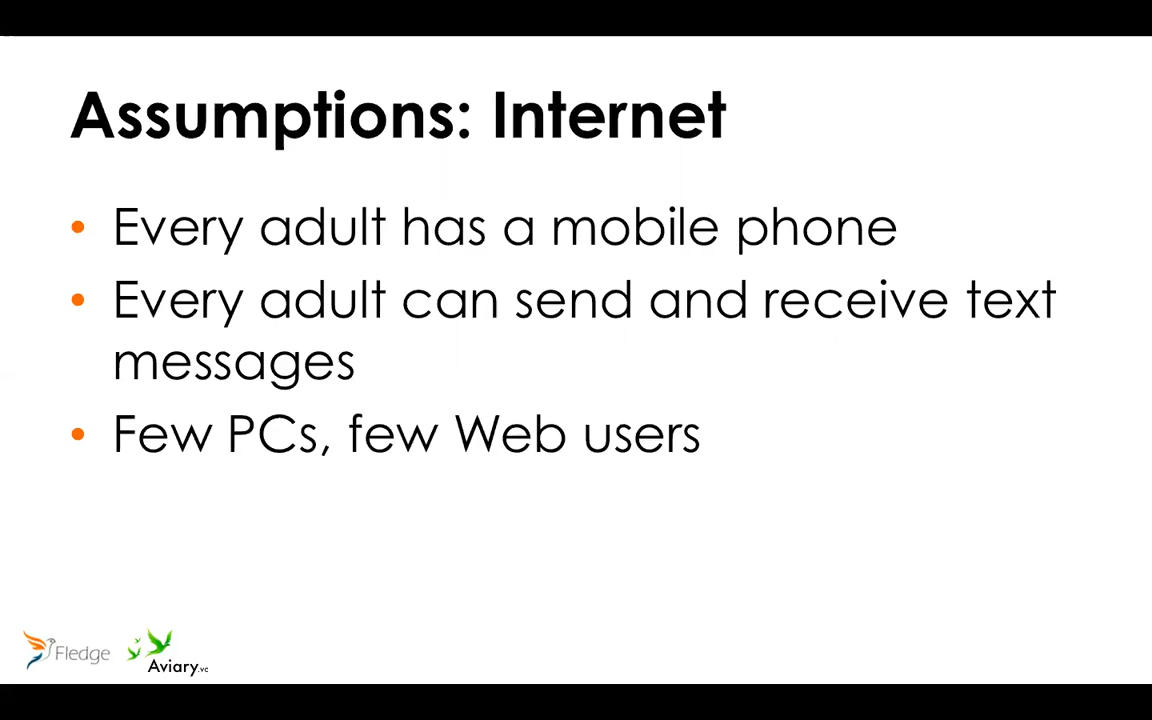 Assumptions: Internet
• Every adult has a mobile phone
• Every adult can send and receive text
messages
• Few PCs, few Web users
Fledge
Aviary.vc